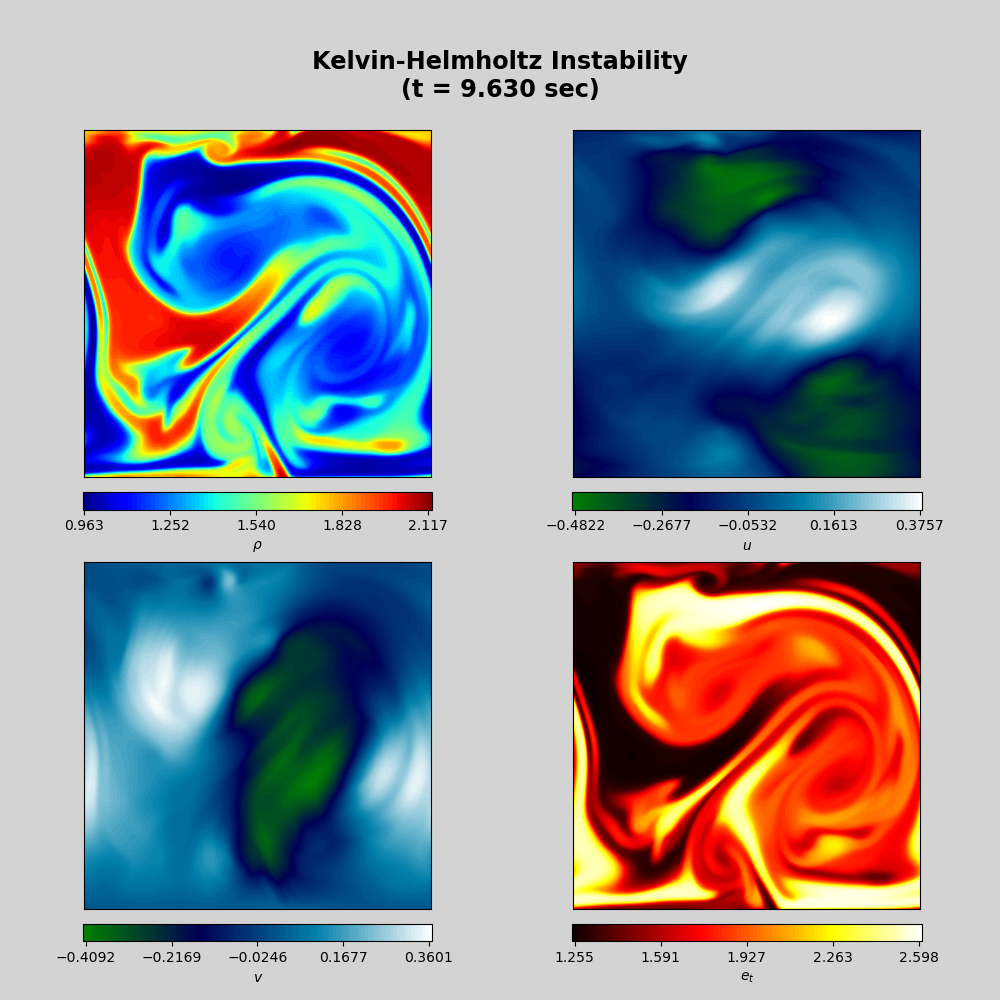 Kelvin-Helmholtz Instability
(t = 9.630 sec)
0.963 1.252 1.540 1.828 2.117
ρ
−0.4822 −0.2677 −0.0532 0.1613 0.3757
u
−0.4092 −0.2169 −0.0246 0.1677 0.3601
v
1.255 1.591 1.927 2.263 2.598
e_t